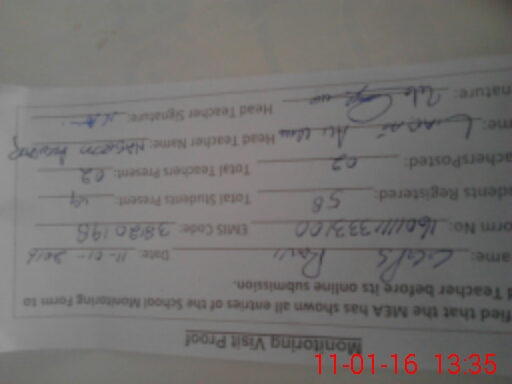 Monitoring Visit Proof
fied that the MEA has shown all entries of the School Monitoring Form to
d Teacher before its online submission.
ame: GGPS Date: 11-01-2016
orm No: EMIS Code:
dents Registered: 58 Total Students Present: 49
achersPosted: 02 Total Teachers Present: 02
me: Liaqat Ali Head Teacher Name:
nature: Head Teacher Signature:
11-01-16 13:35